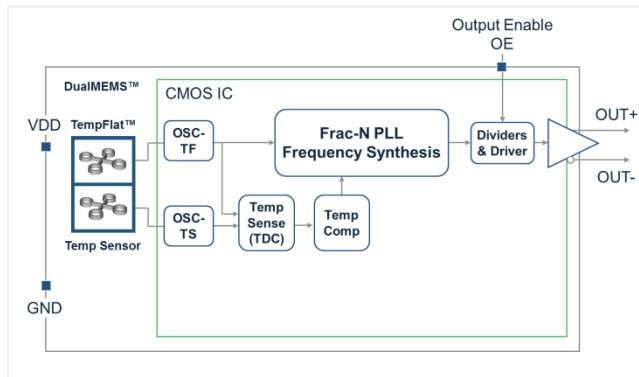 Output Enable
OE
DualMEMS™
CMOS IC
VDD
TempFlat™
OSC-
TF
Frac-N PLL
Frequency Synthesis
Dividers
& Driver
OUT+
OUT-
OSC-
TS
Temp
Sense
(TDC)
Temp
Comp
Temp Sensor
GND